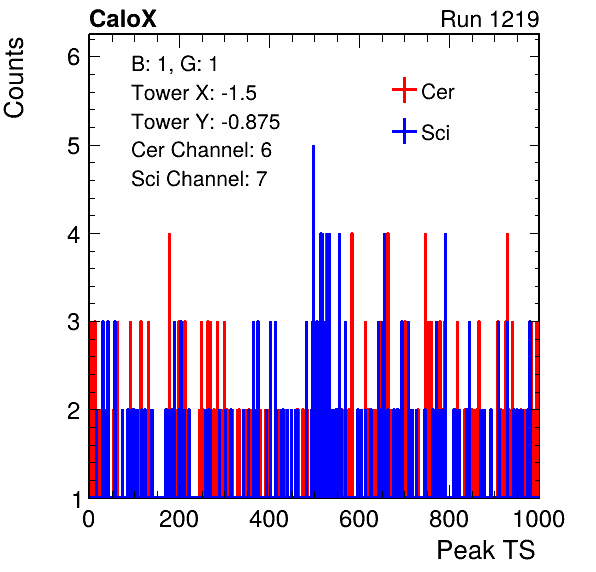 CaloX Run 1219
Counts
B: 1, G: 1
Tower X: -1.5
Tower Y: -0.875
Cer Channel: 6
Sci Channel: 7
Cer
Sci
6
5
4
3
2
1
0 200 400 600 800 1000
Peak TS